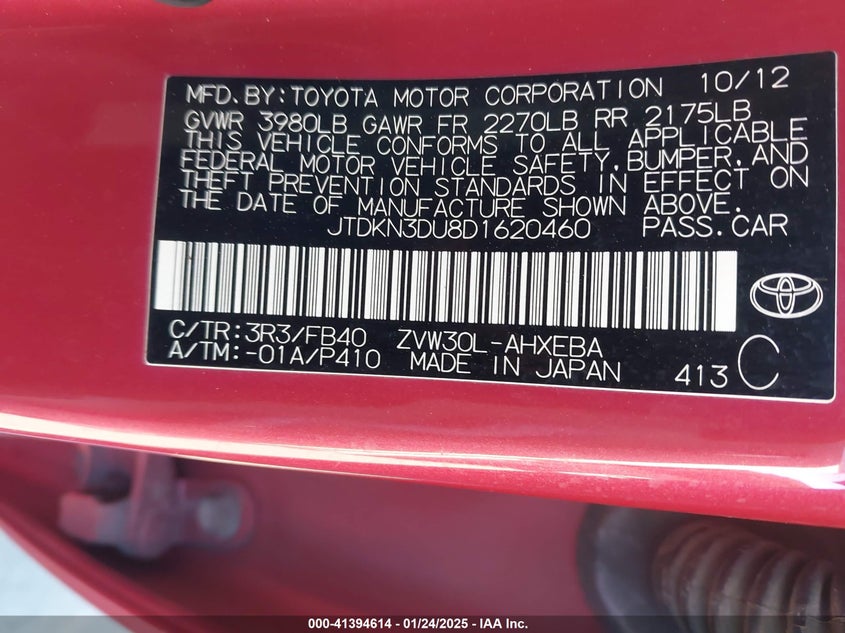 MFD.BY:TOYOTA MOTOR CORPORATION 10/12
GVWR 3980LB GAWR FR 2270LB RR 2175LB
THIS VEHICLE CONFORMS TO ALL APPLICABLE
FEDERAL MOTOR VEHICLE SAFETY,BUMPER,AND
THEFT PREVENTION STANDARDS IN EFFECT ON
THE DATE OF MANUFACTURE SHOWN ABOVE.
JTDKN3DU8D1620460 PASS.CAR
C/TR:3R3/FB40 ZVW30L-AHXEBA
A/TM:-01A/P410 MADE IN JAPAN 413 C
000-41394614 - 01/24/2025 - IAA Inc.